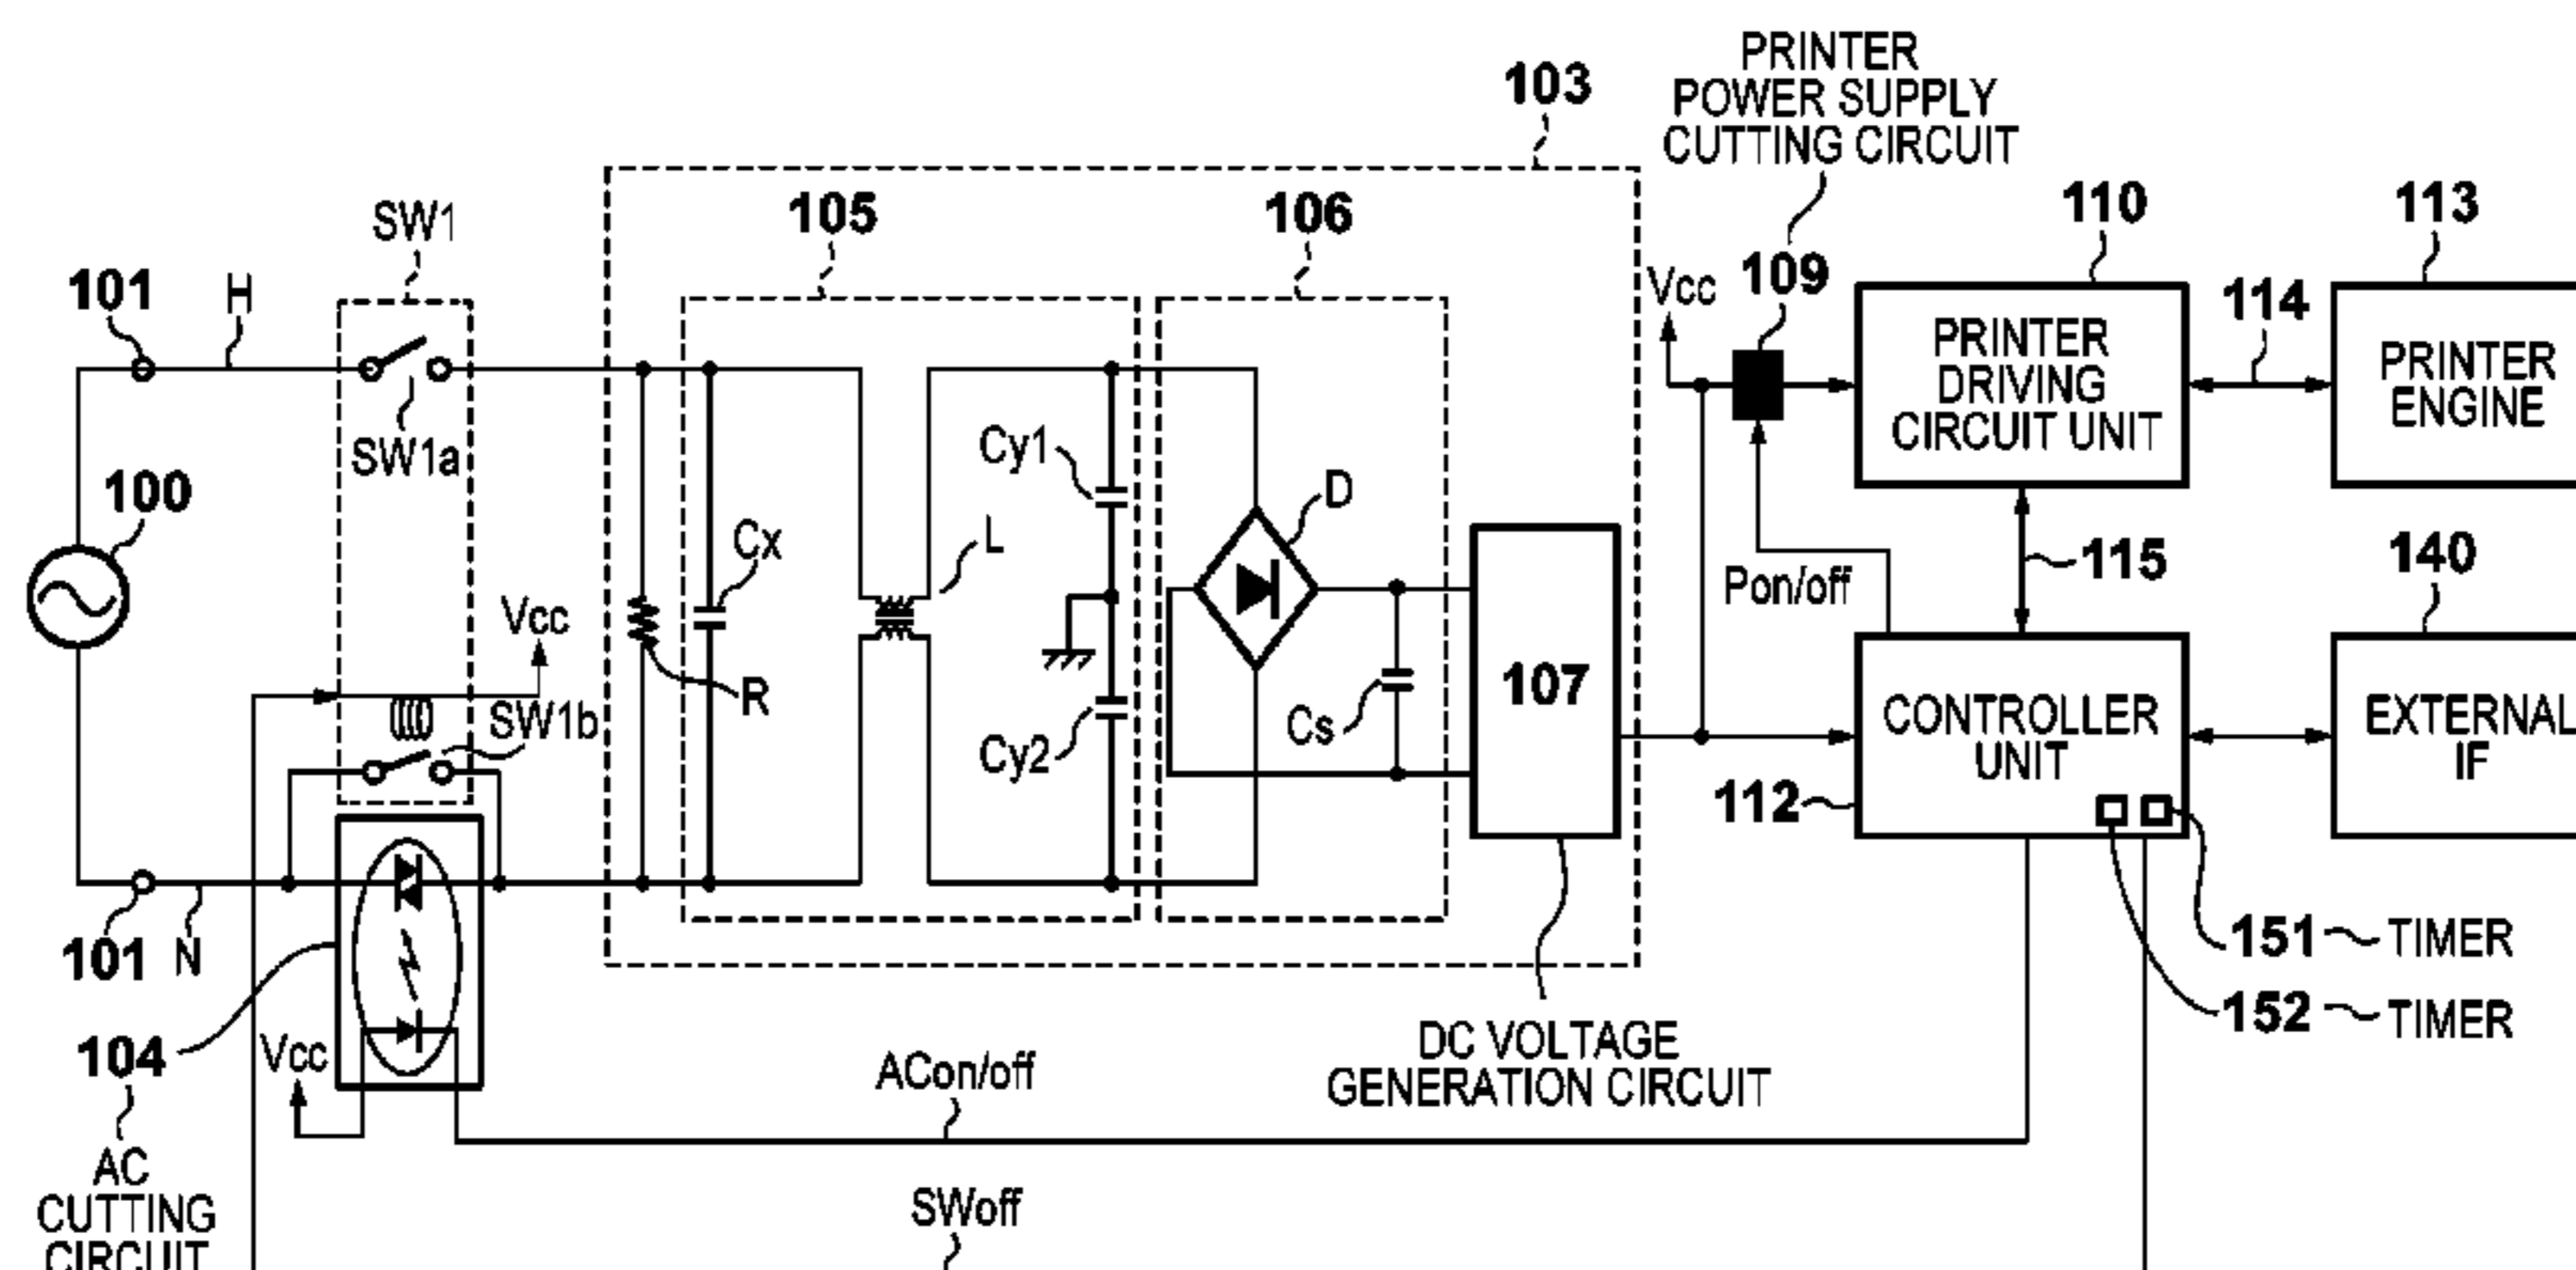 PRINTER
POWER SUPPLY
CUTTING CIRCUIT
103
SW1
105
106
110
113
101
H
Vcc
109
114
PRINTER
DRIVING
CIRCUIT UNIT
PRINTER
ENGINE
SW1a
Cy1
D
100
Cx
L
115
140
Pon/off
Vcc
R
107
SW1b
Cs
Cy2
CONTROLLER
UNIT
EXTERNAL
IF
112
101
N
151
TIMER
152
TIMER
104
Vcc
ACon/off
DC VOLTAGE
GENERATION CIRCUIT
AC
CUTTING
CIRCUIT
SWoff